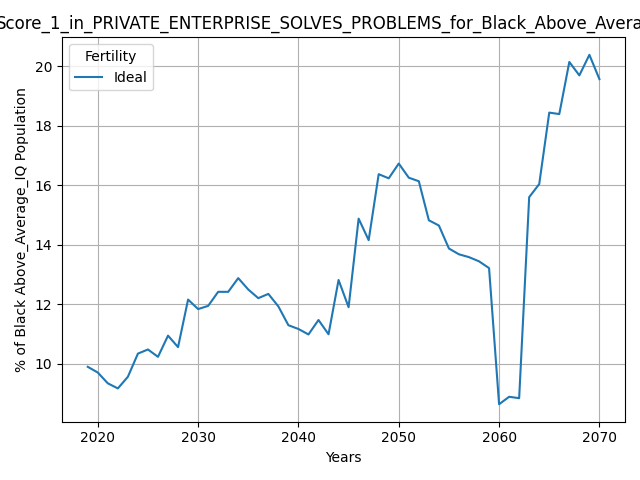 Score_1_in_PRIVATE_ENTERPRISE_SOLVES_PROBLEMS_for_Black_Above_Avera
Fertility
Ideal
% of Black Above_Average_IQ Population
20
18
16
14
12
10
2020 2030 2040 2050 2060 2070
Years